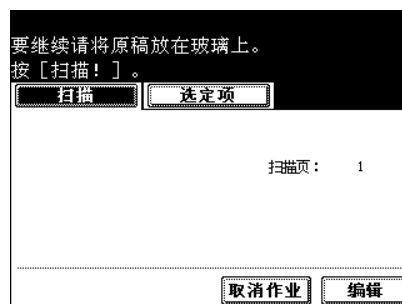 要继续请将原稿放在玻璃上。
按［扫描！］。
扫描 选定项
扫描页： 1
取消作业 编辑